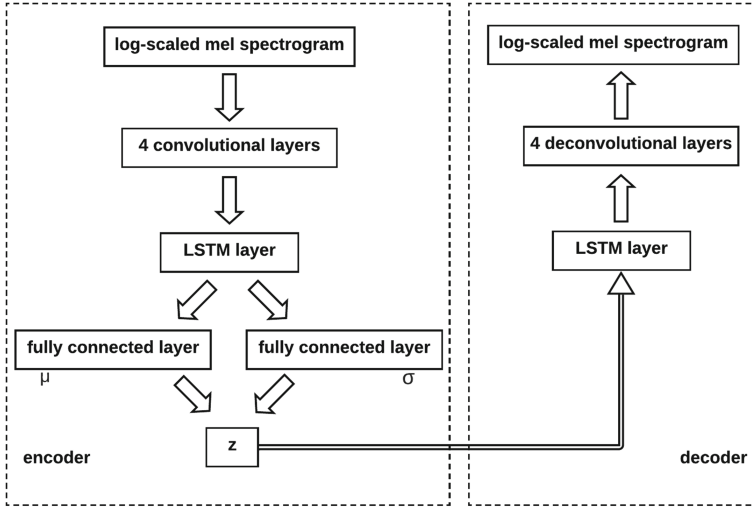 log-scaled mel spectrogram
4 convolutional layers
LSTM layer
fully connected layer
μ
fully connected layer
σ
z
encoder
log-scaled mel spectrogram
4 deconvolutional layers
LSTM layer
decoder